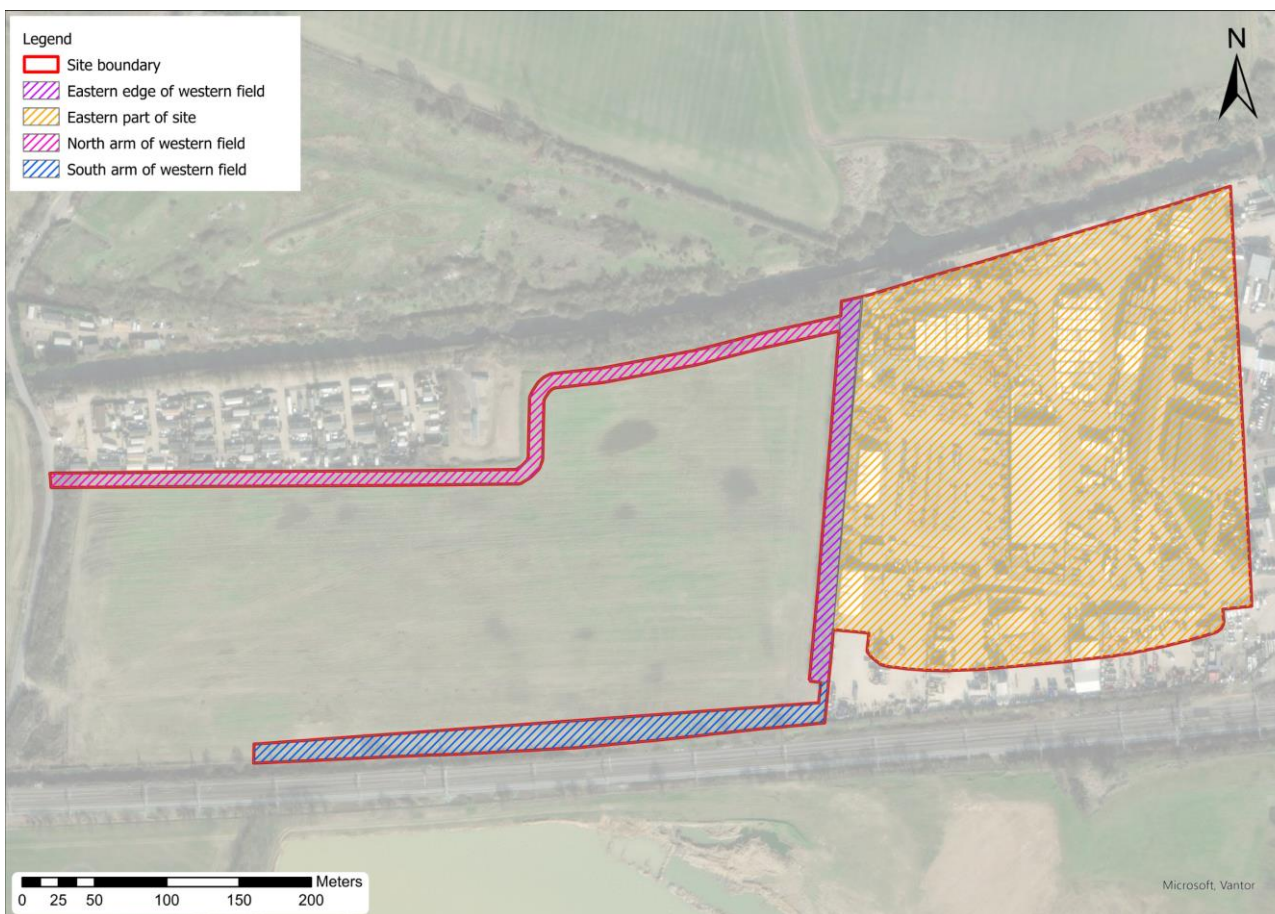 Legend
Site boundary
Eastern edge of western field
Eastern part of site
North arm of western field
South arm of western field
N
Meters
0 25 50 100 150 200
Microsoft, Vantor